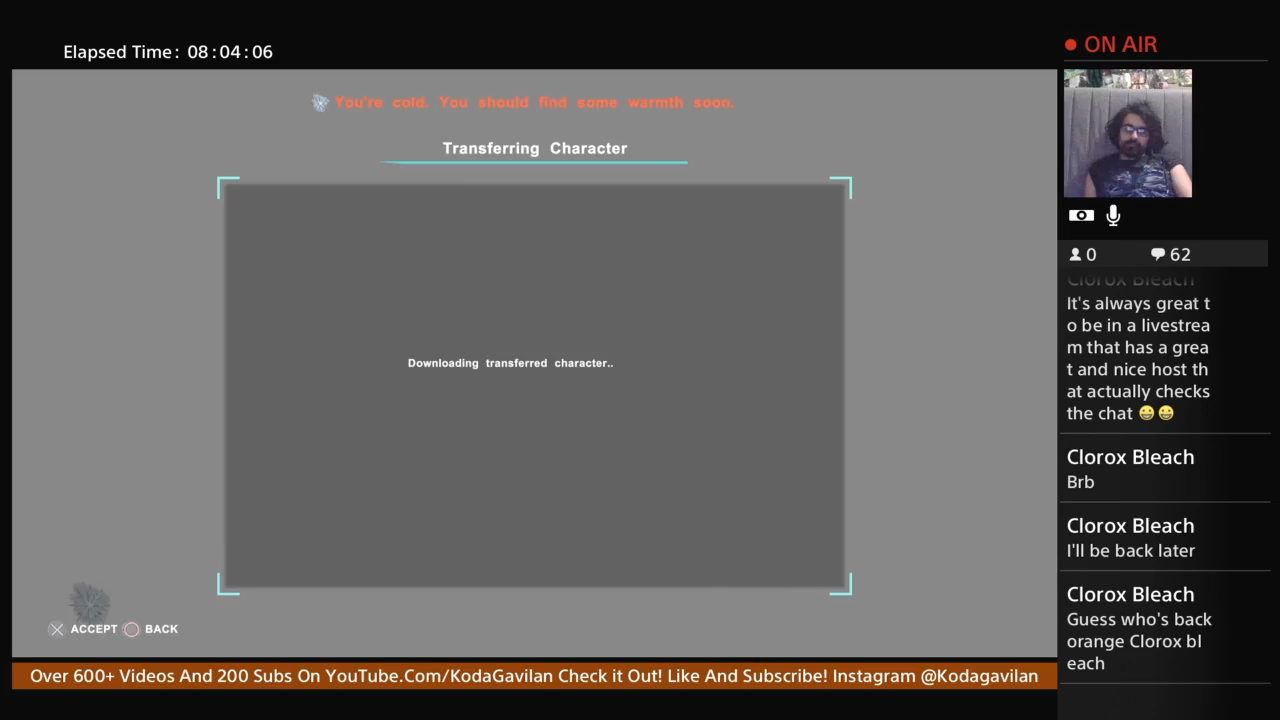 Elapsed Time: 08:04:06
You're cold. You should find some warmth soon.
Transferring Character
Downloading transferred character..
ACCEPT BACK
Over 600+ Videos And 200 Subs On YouTube.Com/KodaGavilan Check it Out! Like And Subscribe! Instagram @Kodagavilan
ON AIR
0 62
Clorox Bleach
It's always great t
o be in a livestrea
m that has a grea
t and nice host th
at actually checks
the chat 😀😀
Clorox Bleach
Brb
Clorox Bleach
I'll be back later
Clorox Bleach
Guess who's back
orange Clorox bl
each